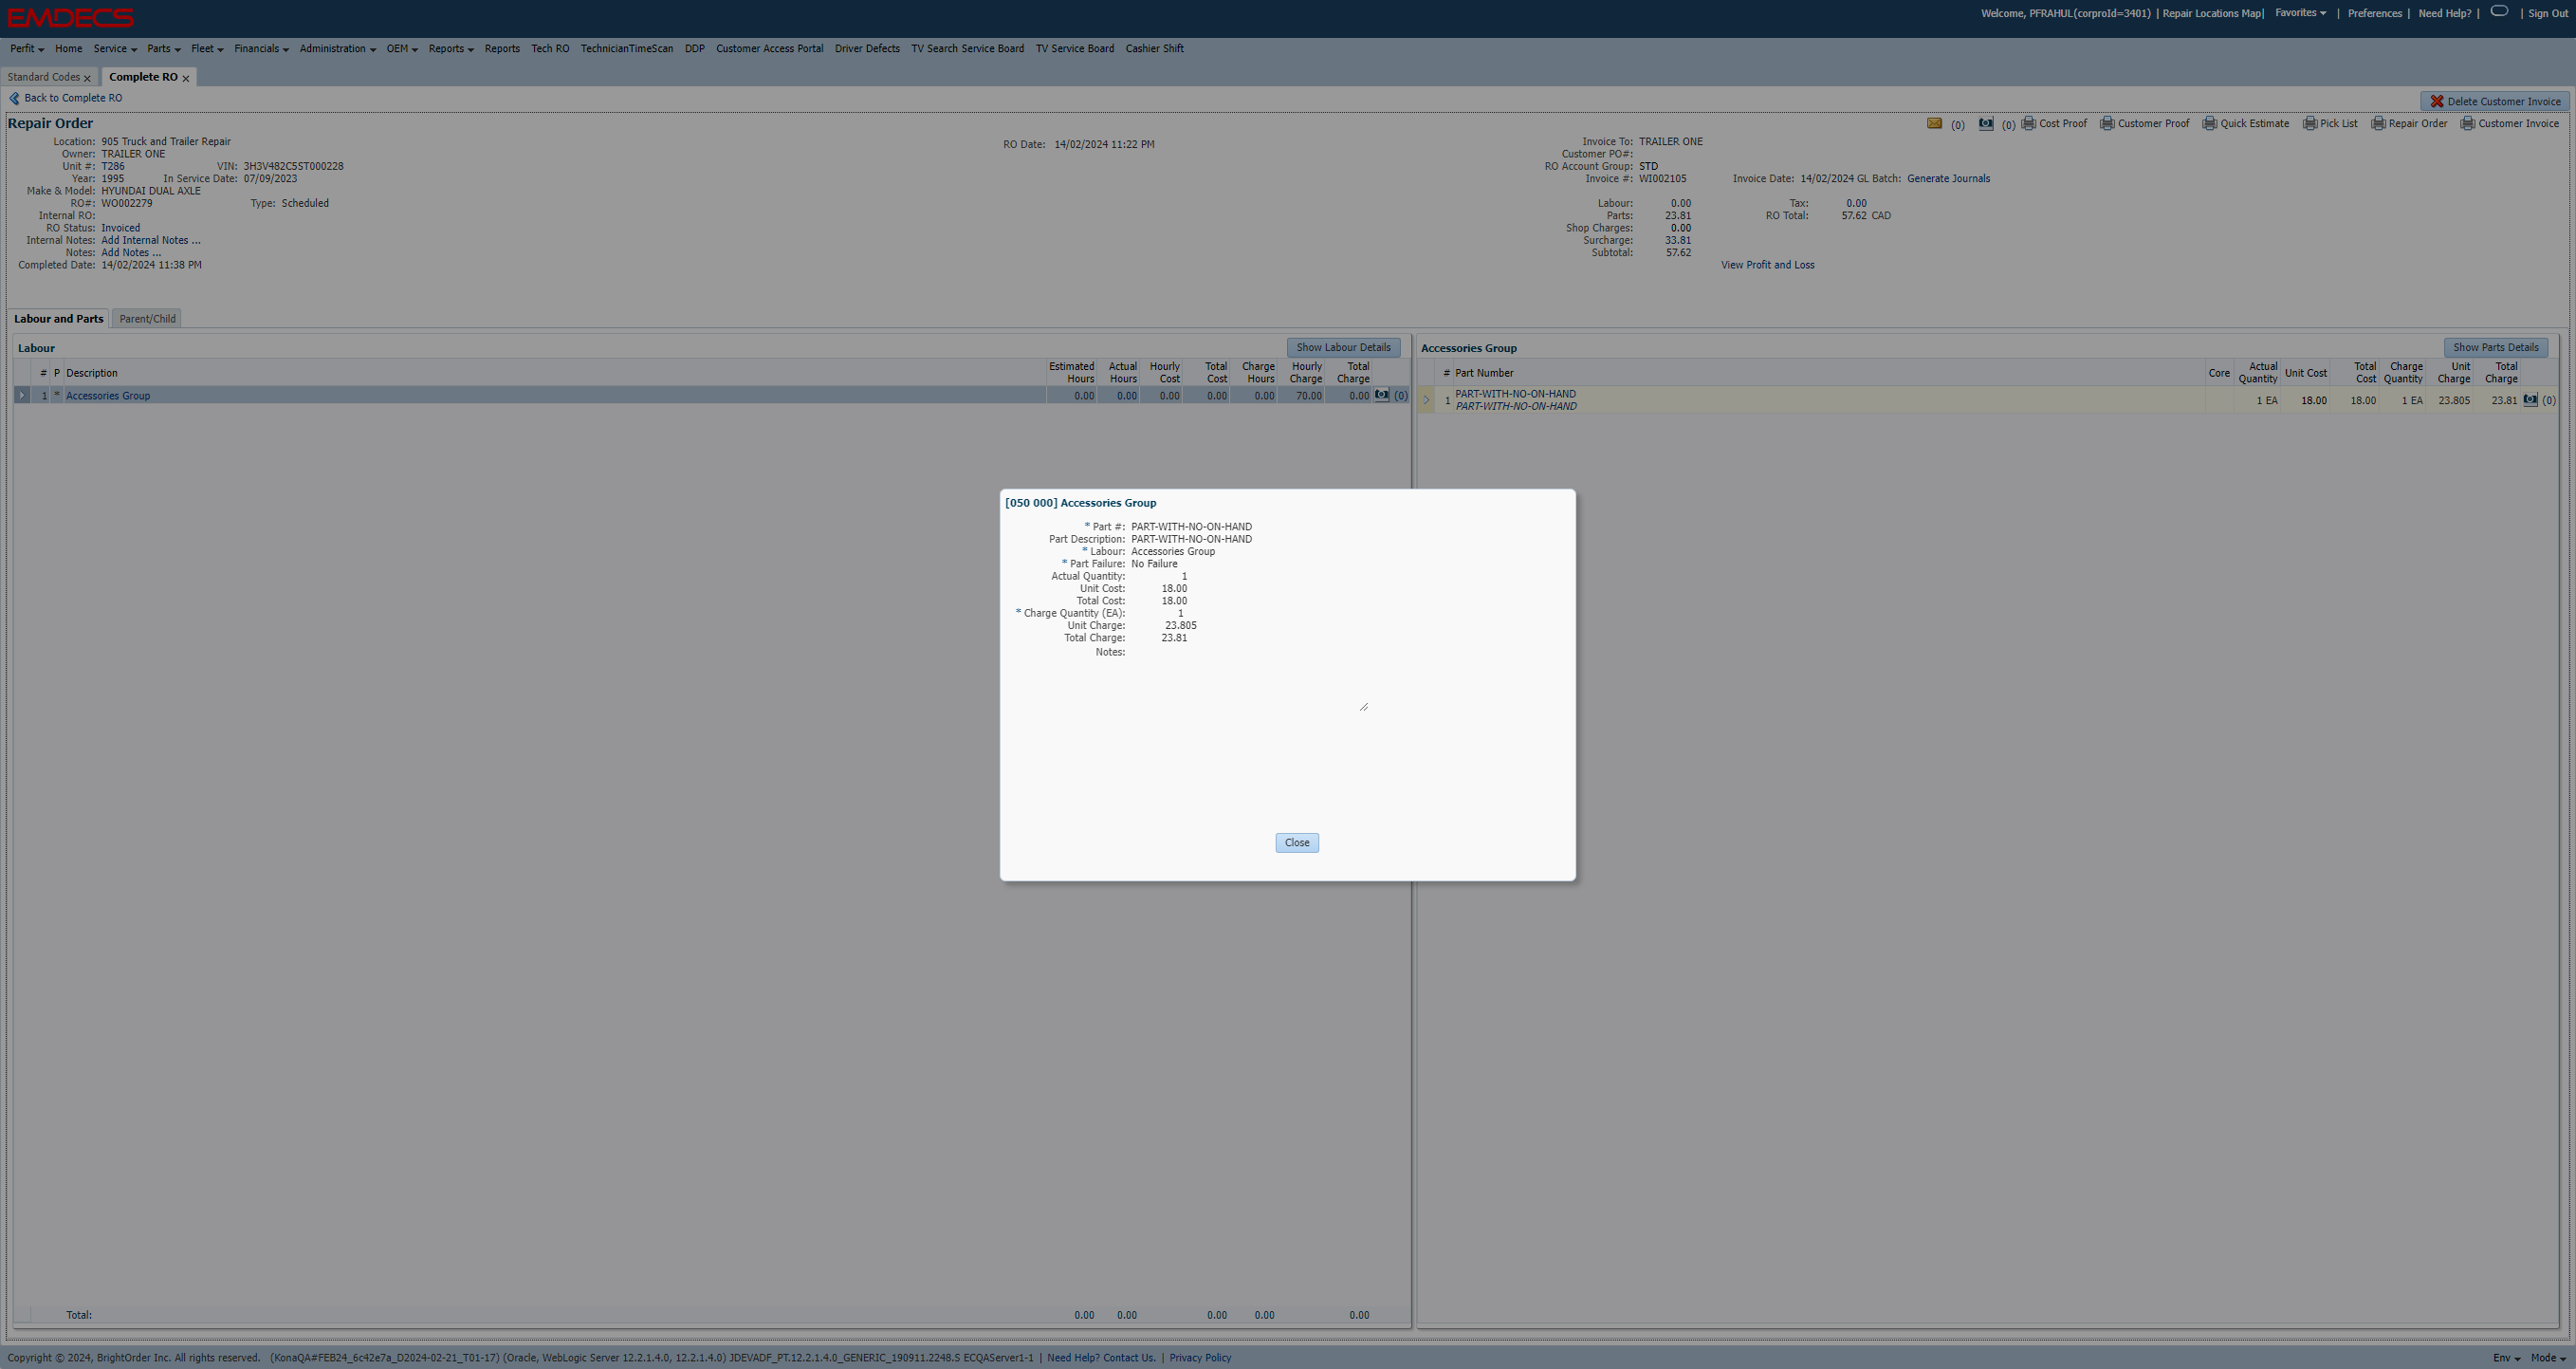 EMDECS
Welcome, PFRAHUL(corproId=3401) | Repair Locations Map| Favorites | Preferences | Need Help? | | Sign Out
Perfit Home Service Parts Fleet Financials Administration OEM Reports Reports Tech RO TechnicianTimeScan DDP Customer Access Portal Driver Defects TV Search Service Board TV Service Board Cashier Shift
Standard Codes Complete RO
Back to Complete RO
Delete Customer Invoice
Repair Order
(0) (0) Cost Proof Customer Proof Quick Estimate Pick List Repair Order Customer Invoice
Location: 905 Truck and Trailer Repair
Owner: TRAILER ONE
Unit #: T286 VIN: 3H3V482C5ST000228
Year: 1995 In Service Date: 07/09/2023
Make & Model: HYUNDAI DUAL AXLE
RO#: WO002279 Type: Scheduled
Internal RO:
RO Status: Invoiced
Internal Notes: Add Internal Notes ...
Notes: Add Notes ...
Completed Date: 14/02/2024 11:38 PM
RO Date: 14/02/2024 11:22 PM
Invoice To: TRAILER ONE
Customer PO#:
RO Account Group: STD
Invoice #: WI002105 Invoice Date: 14/02/2024 GL Batch: Generate Journals
Labour: 0.00 Tax: 0.00
Parts: 23.81 RO Total: 57.62 CAD
Shop Charges: 0.00
Surcharge: 33.81
Subtotal: 57.62
View Profit and Loss
Labour and Parts Parent/Child
Labour Show Labour Details
# P Description Estimated Hours Actual Hours Hourly Cost Total Cost Charge Hours Hourly Charge Total Charge
1 * Accessories Group 0.00 0.00 0.00 0.00 0.00 70.00 0.00 (0)
Accessories Group Show Parts Details
# Part Number Core Actual Quantity Unit Cost Total Cost Charge Quantity Unit Charge Total Charge
1 PART-WITH-NO-ON-HAND 1 EA 18.00 18.00 1 EA 23.805 23.81 (0)
PART-WITH-NO-ON-HAND
[050 000] Accessories Group
* Part #: PART-WITH-NO-ON-HAND
Part Description: PART-WITH-NO-ON-HAND
* Labour: Accessories Group
* Part Failure: No Failure
Actual Quantity: 1
Unit Cost: 18.00
Total Cost: 18.00
* Charge Quantity (EA): 1
Unit Charge: 23.805
Total Charge: 23.81
Notes:
Close
Total: 0.00 0.00 0.00 0.00 0.00
Copyright © 2024, BrightOrder Inc. All rights reserved. (KonaQA#FEB24_6c42e7a_D2024-02-21_T01-17) (Oracle, WebLogic Server 12.2.1.4.0, 12.2.1.4.0) JDEVADF_PT.12.2.1.4.0_GENERIC_190911.2248.S ECQAServer1-1 | Need Help? Contact Us. | Privacy Policy
Env Mode